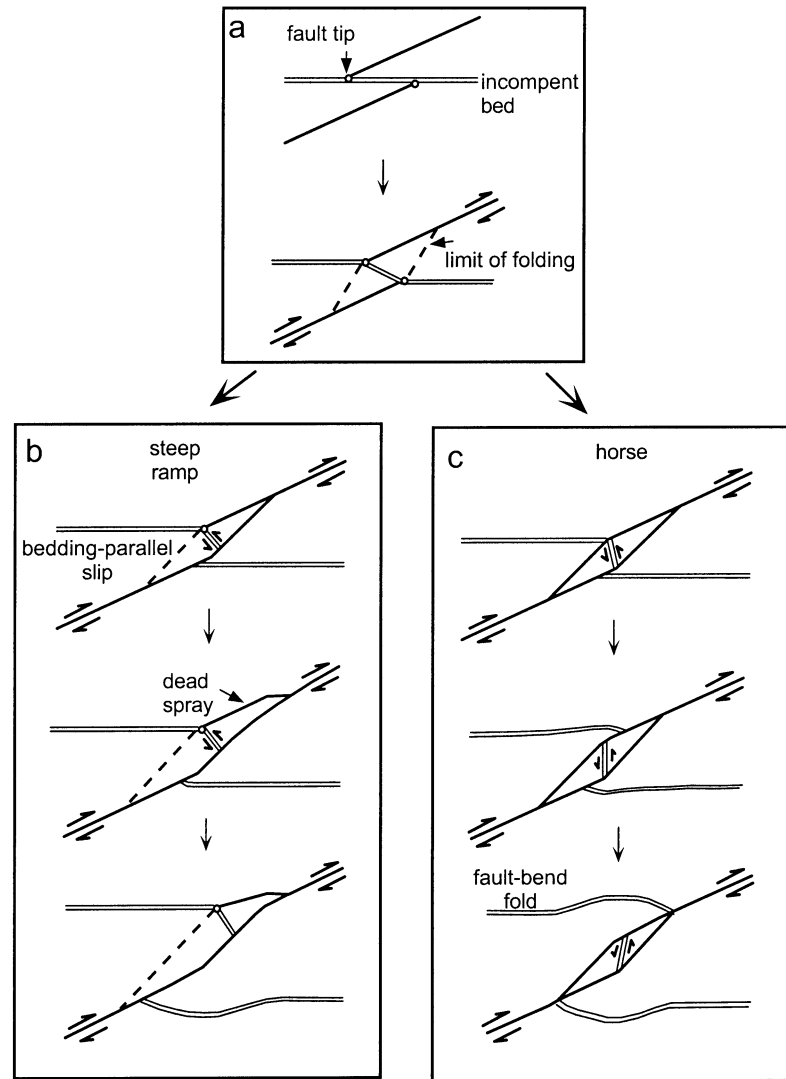 a
fault tip
incompent
bed
limit of folding
b
steep
ramp
bedding-parallel
slip
dead
spray
c
horse
fault-bend
fold